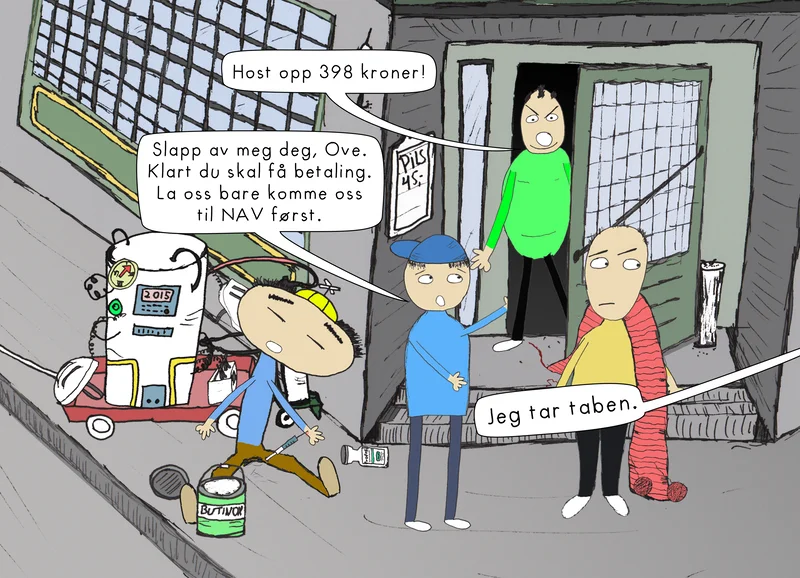 Host opp 398 kroner!
Slapp av meg deg, Ove.
Klart du skal få betaling.
La oss bare komme oss
til NAV først.
PILS
45,-
2015
Jeg tar taben.
BUTINOX